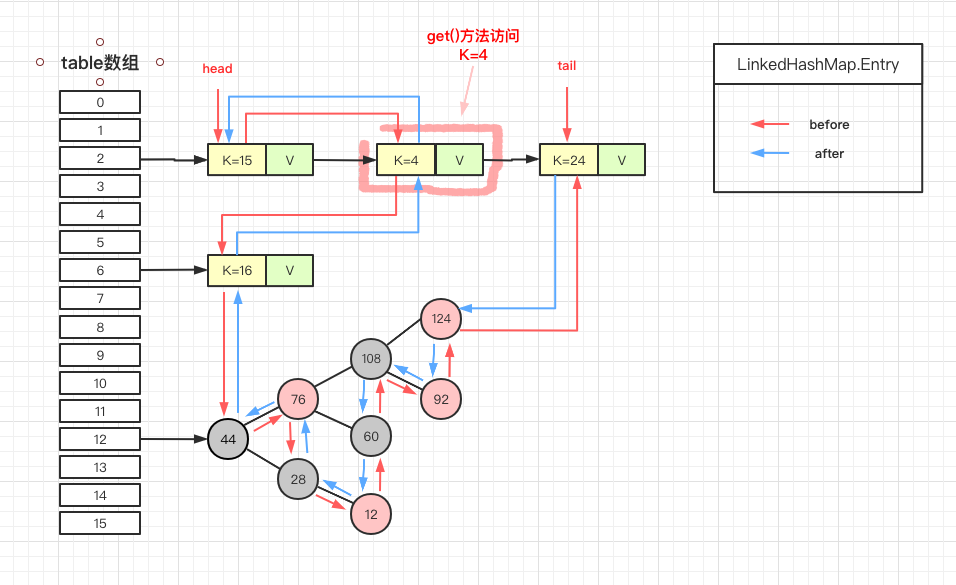 get()方法访问
K=4
table数组
head
tail
LinkedHashMap.Entry
before
after
0
1
2
K=15
V
K=4
V
K=24
V
3
4
5
6
K=16
V
7
8
9
10
11
12
13
14
15
124
108
92
76
60
44
28
12